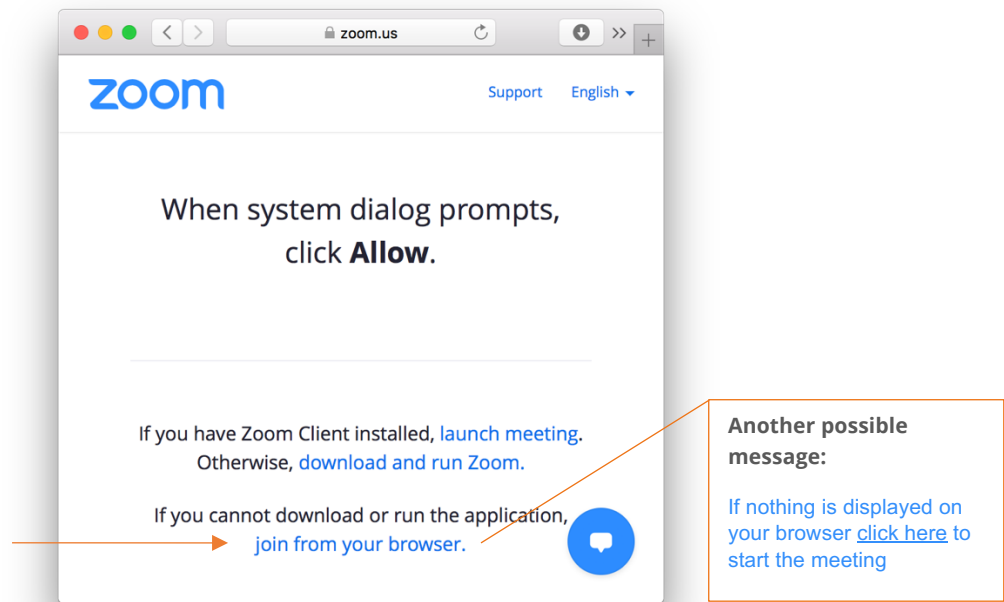 zoom.us
zoom
Support English
When system dialog prompts,
click Allow.
If you have Zoom Client installed, launch meeting.
Otherwise, download and run Zoom.
If you cannot download or run the application,
join from your browser.
Another possible
message:
If nothing is displayed on
your browser click here to
start the meeting